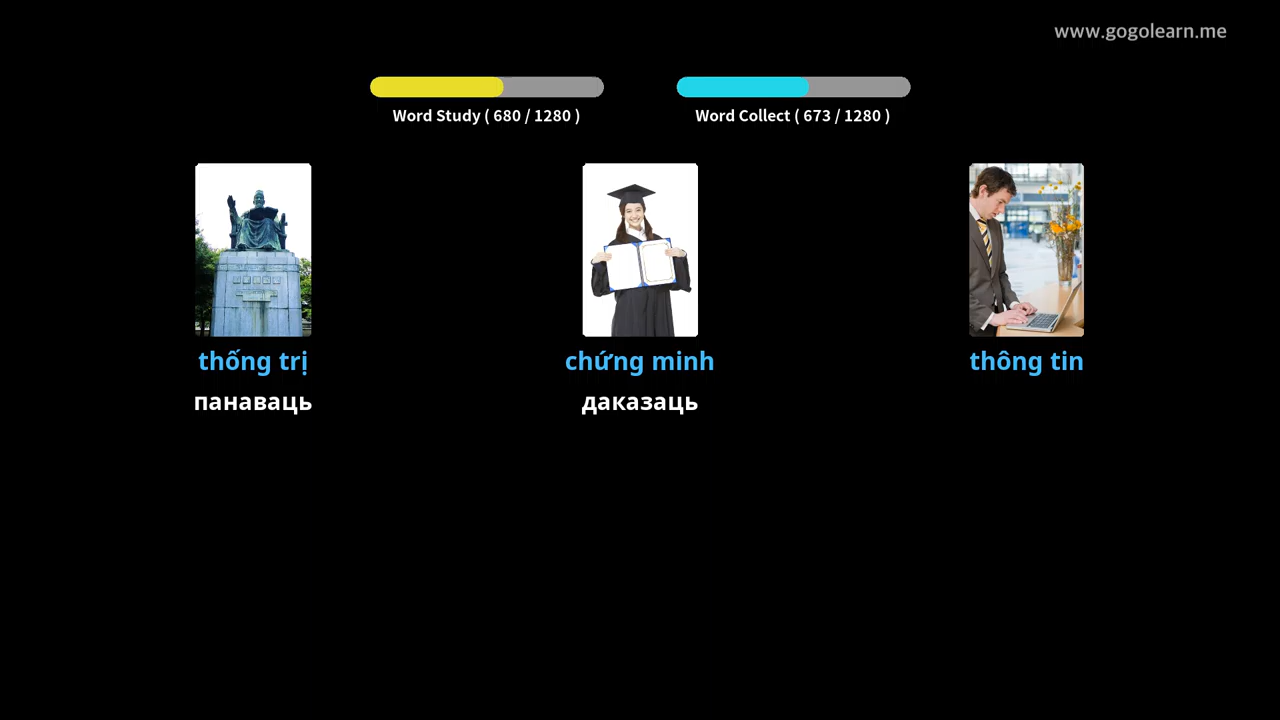 www.gogolearn.me
Word Study ( 680 / 1280 )
Word Collect ( 673 / 1280 )
thống trị
chứng minh
thông tin
панаваць
даказаць